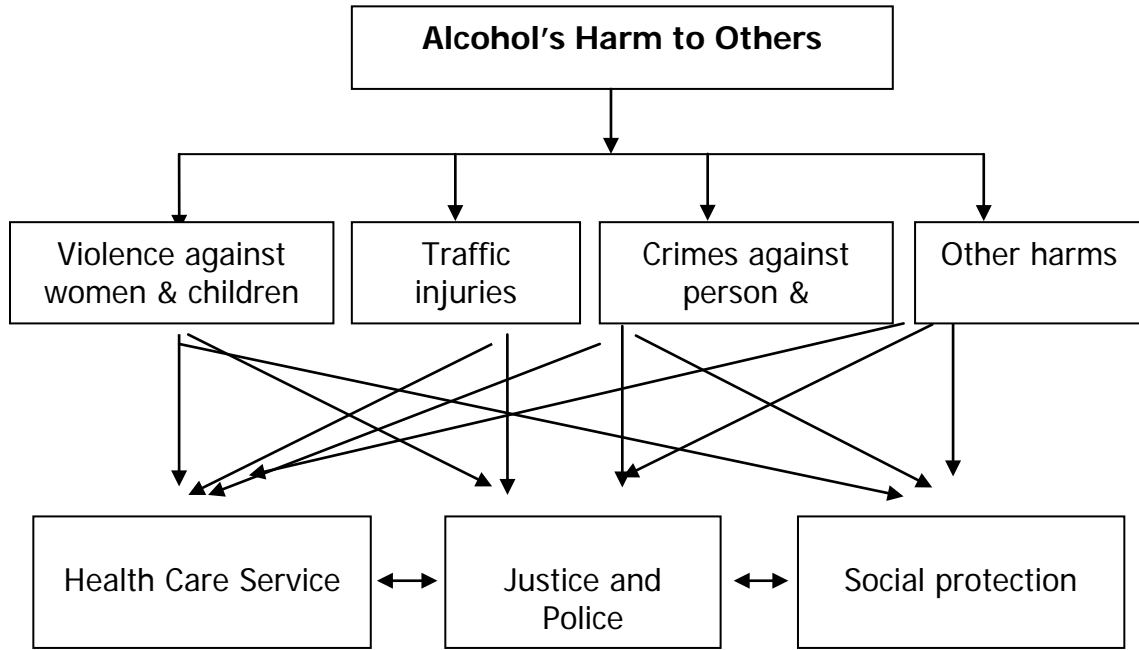 Alcohol’s Harm to Others
Violence against
women & children
Traffic
injuries
Crimes against
person &
Other harms
Health Care Service
Justice and
Police
Social protection